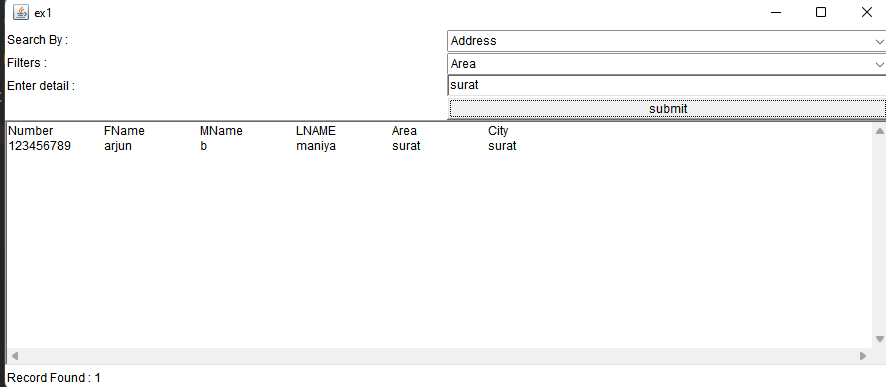 ex1
Search By : Address
Filters : Area
Enter detail : surat
submit
Number FName MName LNAME Area City
123456789 arjun b maniya surat surat
Record Found : 1